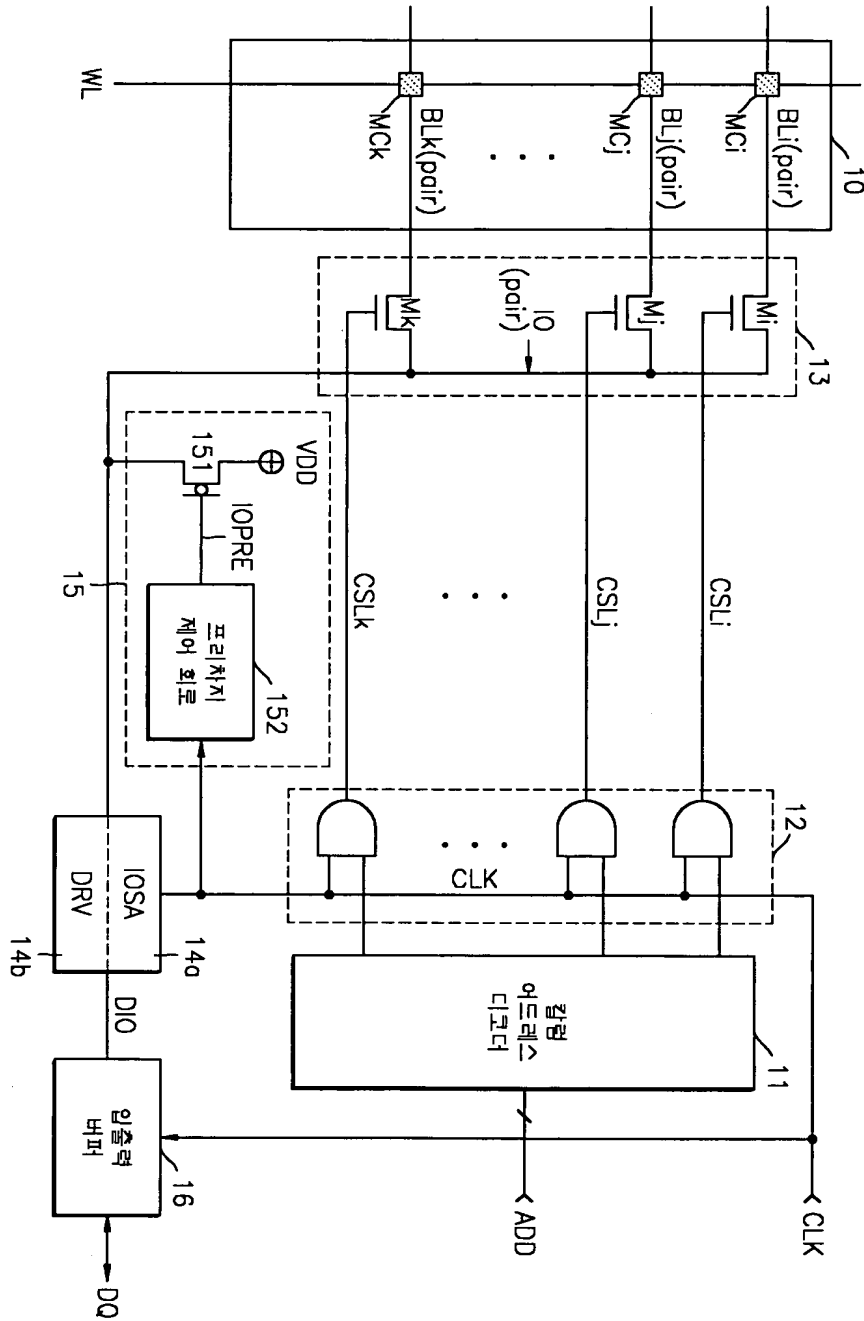 WL
MCk
BLk(pair)
MCj
BLj(pair)
MCi
BLi(pair)
. . .
10
Mk
IO
(pair)
Mj
Mi
13
VDD
151
IOPRE
프리차지
제어 회로
152
15
CSLk
CSLj
CSLi
. . .
12
. . .
CLK
IOSA
DRV
14a
14b
DIO
칼럼
어드레스
디코더
11
입출력
버퍼
16
ADD
CLK
DQ